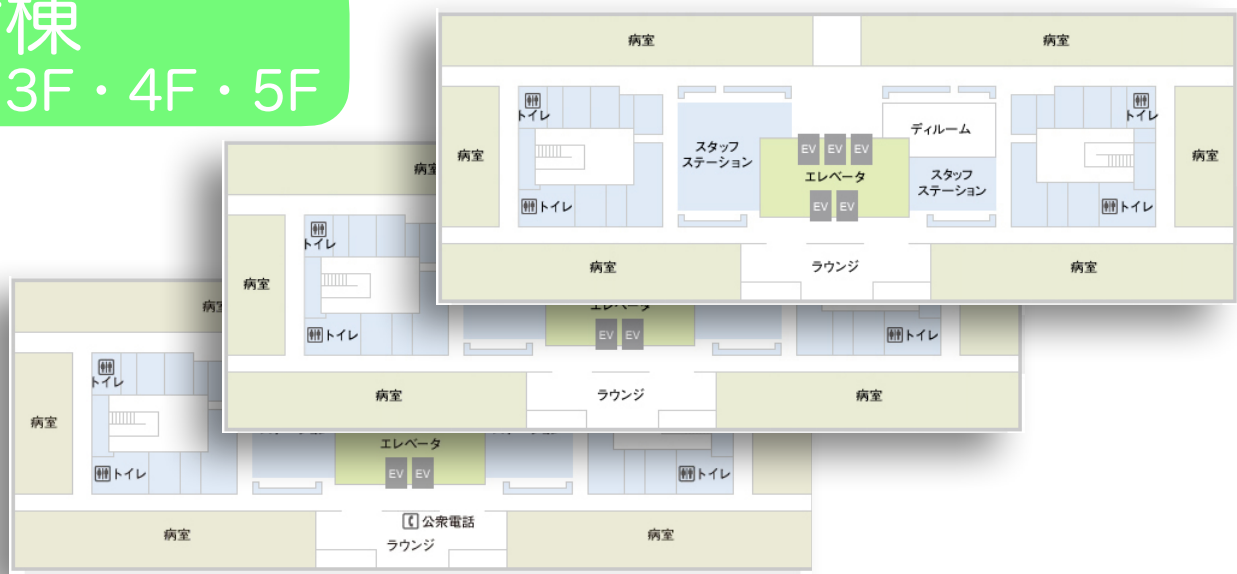 棟
3F・4F・5F
病室
病室
トイレ
トイレ
病室
スタッフ
ステーション
EV EV EV
エレベータ
EV EV
ディルーム
スタッフ
ステーション
病室
トイレ
トイレ
病室
ラウンジ
病室
病室
トイレ
病室
トイレ
エレベータ
EV EV
トイレ
病室
ラウンジ
病室
トイレ
病室
トイレ
エレベータ
EV EV
トイレ
公衆電話
病室
ラウンジ
病室